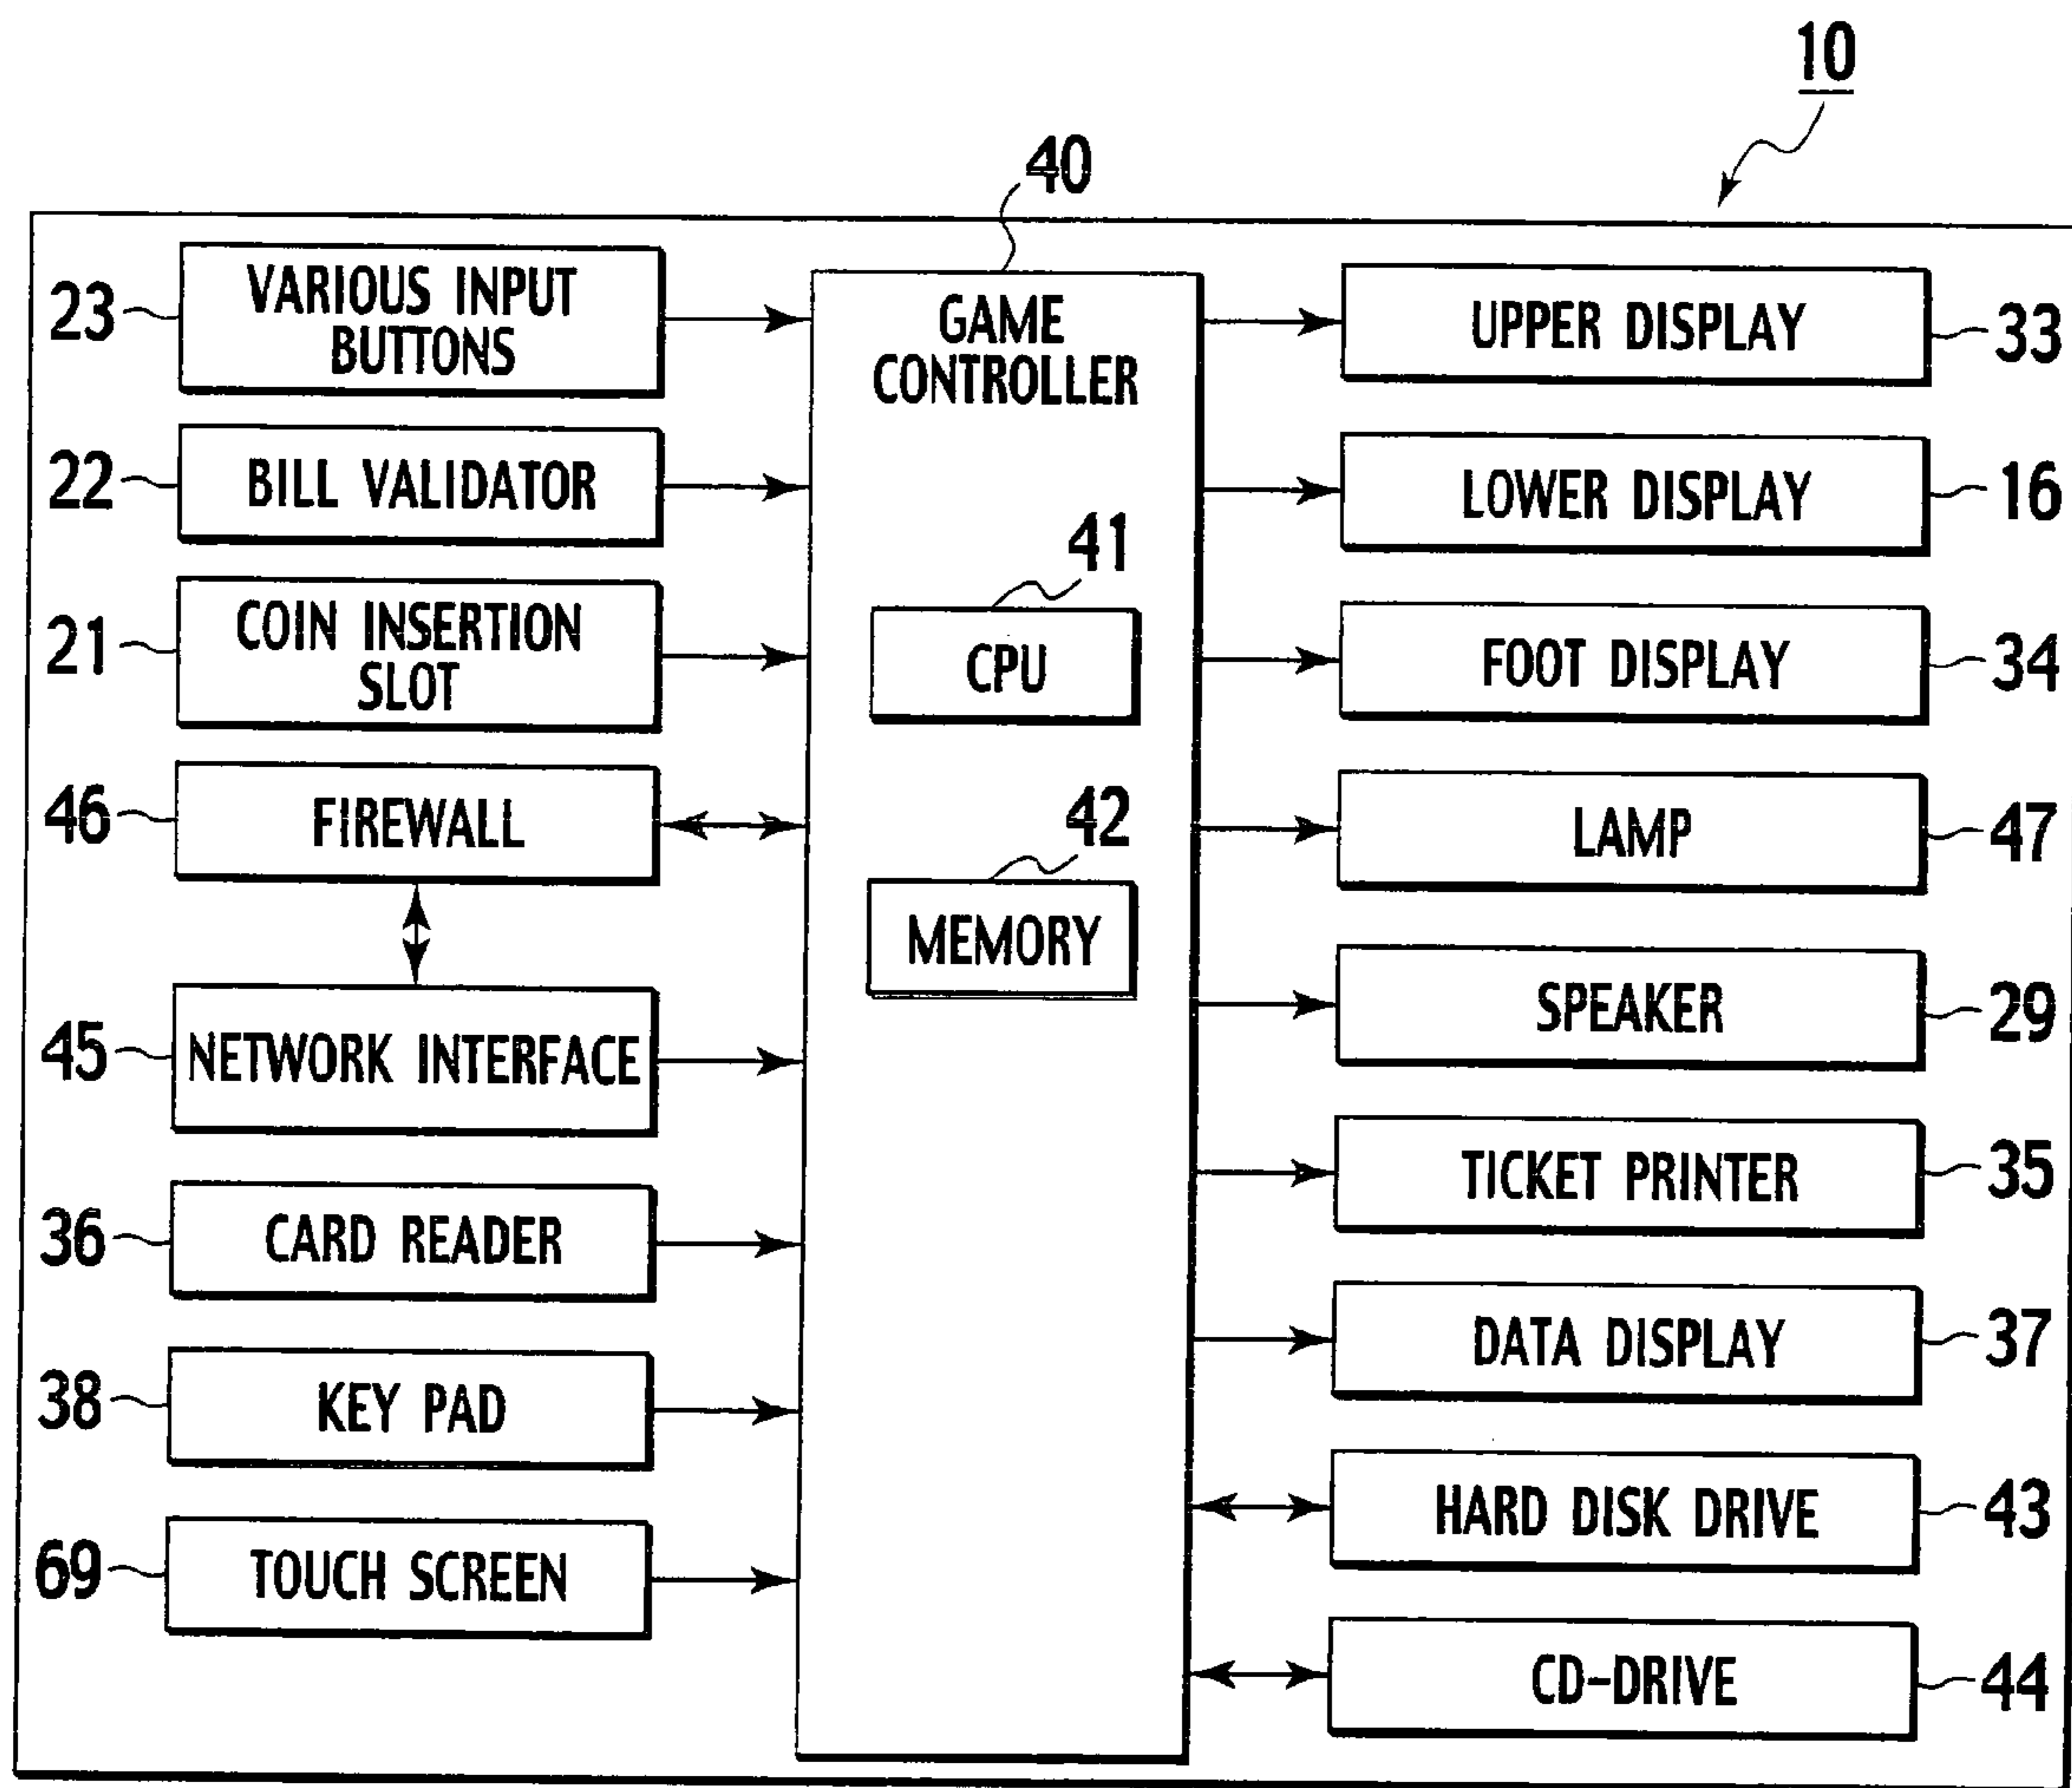 10
40
23
VARIOUS INPUT
BUTTONS
22
BILL VALIDATOR
21
COIN INSERTION
SLOT
46
FIREWALL
45
NETWORK INTERFACE
36
CARD READER
38
KEY PAD
69
TOUCH SCREEN
GAME
CONTROLLER
41
CPU
42
MEMORY
UPPER DISPLAY
33
LOWER DISPLAY
16
FOOT DISPLAY
34
LAMP
47
SPEAKER
29
TICKET PRINTER
35
DATA DISPLAY
37
HARD DISK DRIVE
43
CD-DRIVE
44